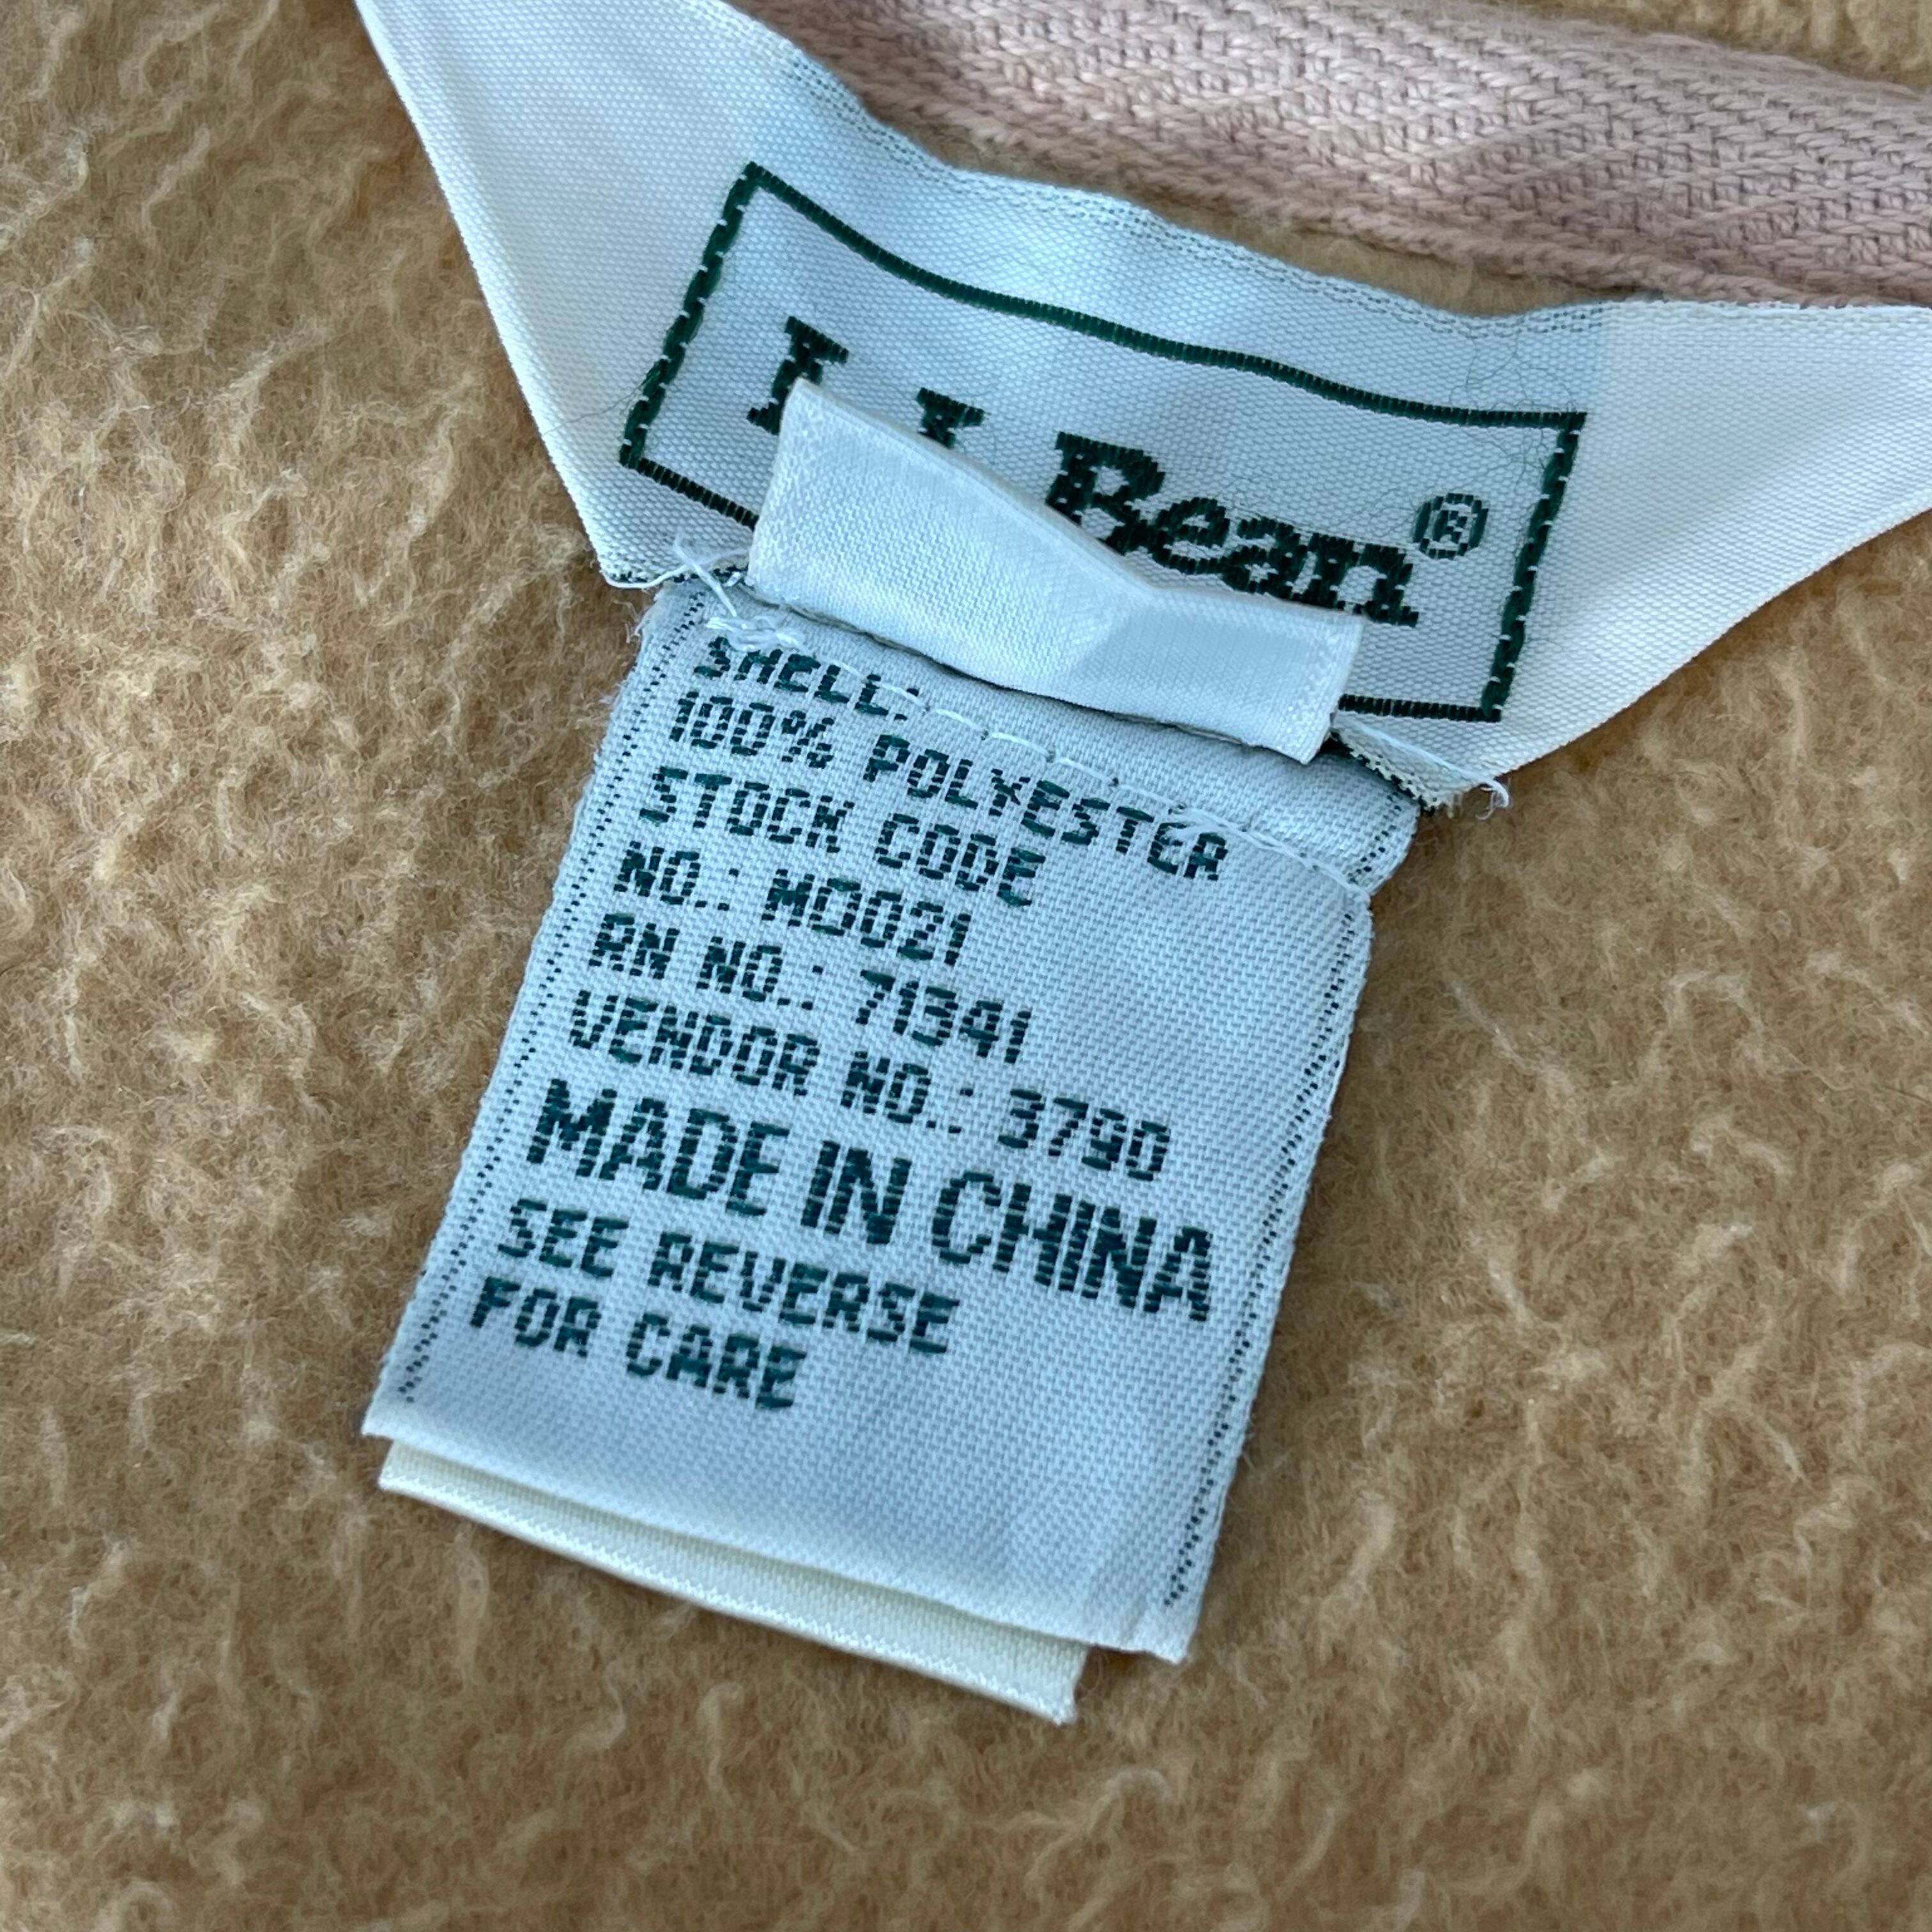 L.L.Bean®
SHELL:
100% POLYESTER
STOCK CODE
NO.: MO021
RN NO.: 71341
VENDOR NO.: 3790
MADE IN CHINA
SEE REVERSE
FOR CARE